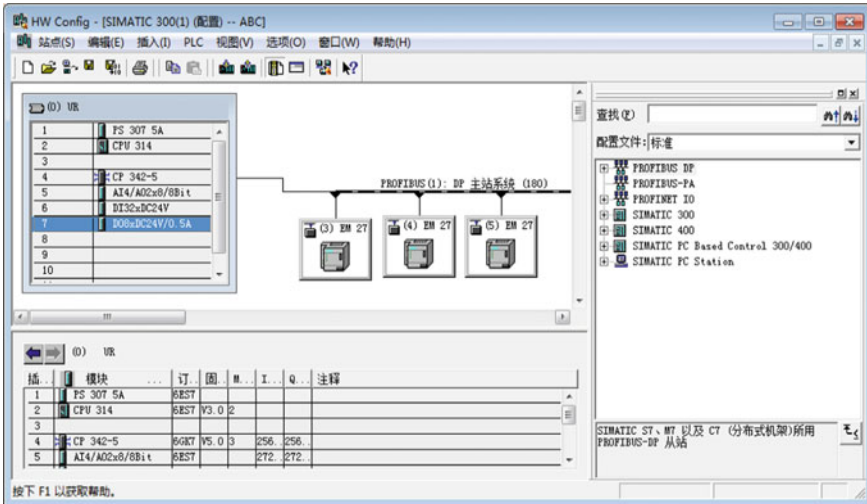 HW Config - [SIMATIC 300(1) (配置) -- ABC]
站点(S) 编辑(E) 插入(I) PLC 视图(V) 选项(O) 窗口(W) 帮助(H)
(0) UR
1 PS 307 5A
2 CPU 314
3
4 CP 342-5
5 AI4/AO2x8/8Bit
6 DI32xDC24V
7 DO8xDC24V/0.5A
8
9
10
PROFIBUS(1): DP 主站系统 (180)
(3) EM 27
(4) EM 27
(5) EM 27
查找(F)
配置文件: 标准
PROFIBUS DP
PROFIBUS-PA
PROFINET IO
SIMATIC 300
SIMATIC 400
SIMATIC PC Based Control 300/400
SIMATIC PC Station
(0) UR
插... 模块 ... 订... 固... M... I... Q... 注释
1 PS 307 5A 6ES7
2 CPU 314 6ES7 V3.0 2
3
4 CP 342-5 6GK7 V5.0 3 256... 256...
5 AI4/AO2x8/8Bit 6ES7 272... 272...
SIMATIC S7、M7 以及 C7 (分布式机架)所用
PROFIBUS-DP 从站
按下 F1 以获取帮助。